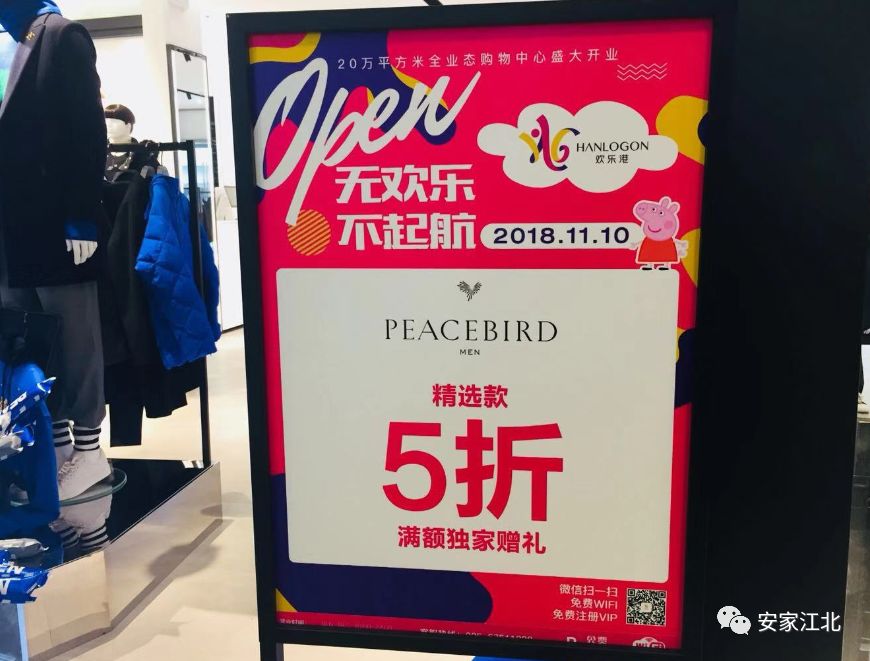 20万平方米全业态购物中心盛大开业
Open
HANLOGON
欢乐港
无欢乐
不起航
2018.11.10
PEACEBIRD
MEN
精选款
5折
满额独家赠礼
微信扫一扫
免费WIFI
免费注册VIP
安家江北